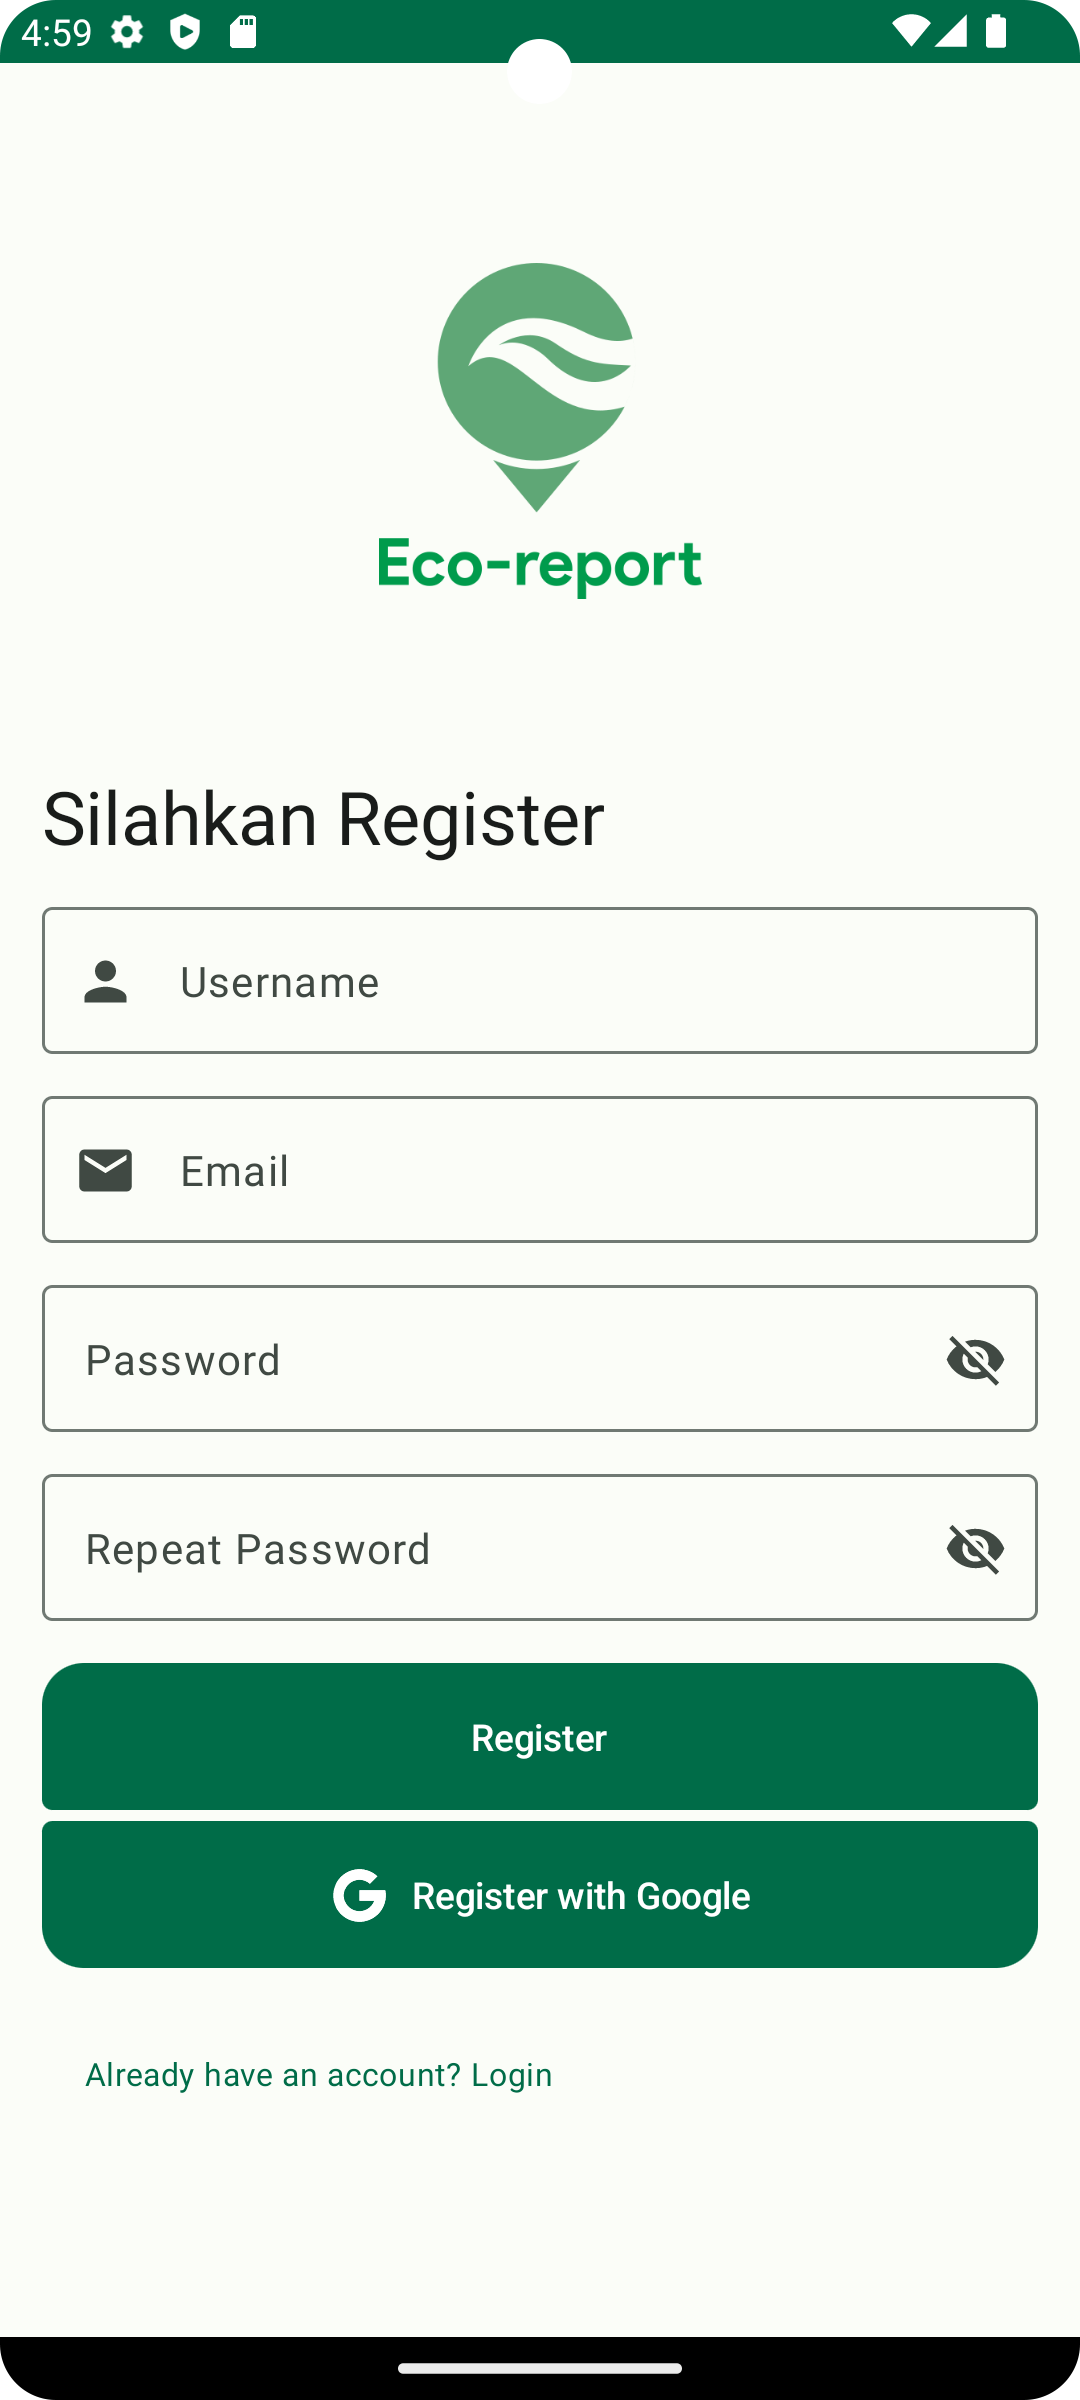 4:59
Eco-report
Silahkan Register
Username
Email
Password
Repeat Password
Register
Register with Google
Already have an account? Login